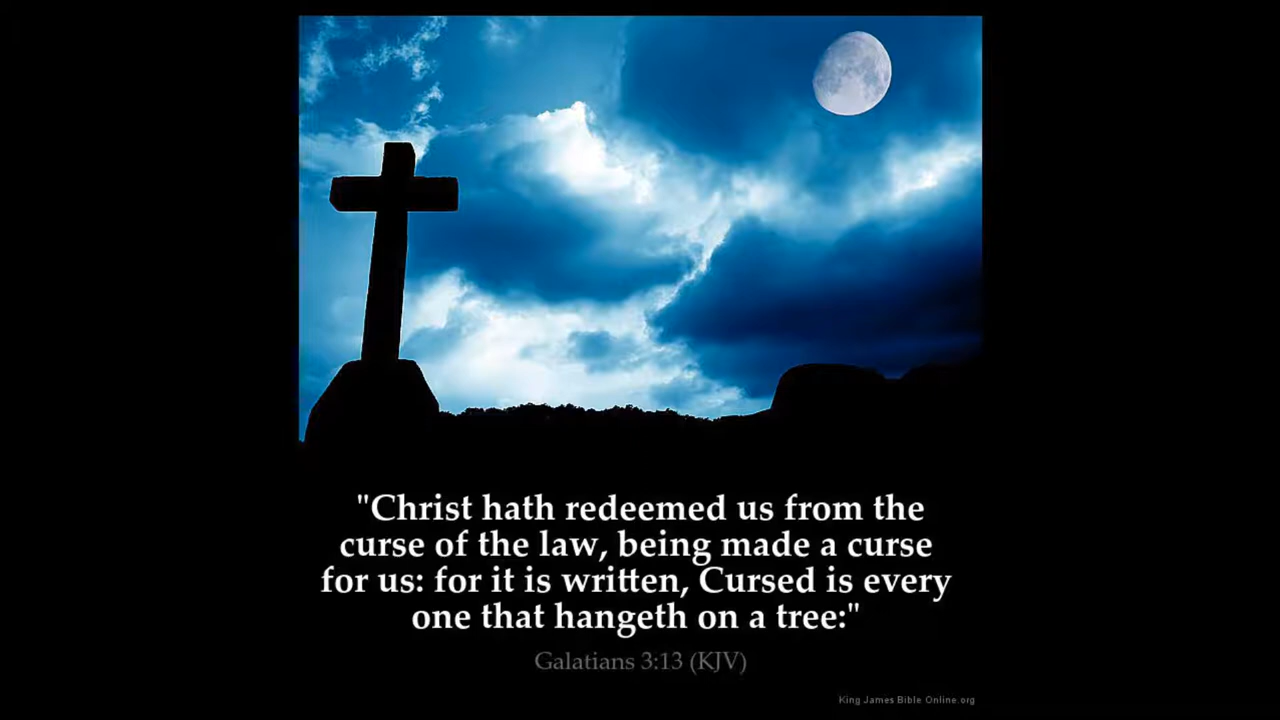 "Christ hath redeemed us from the
curse of the law, being made a curse
for us: for it is written, Cursed is every
one that hangeth on a tree:"
Galatians 3:13 (KJV)
King James Bible Online.org